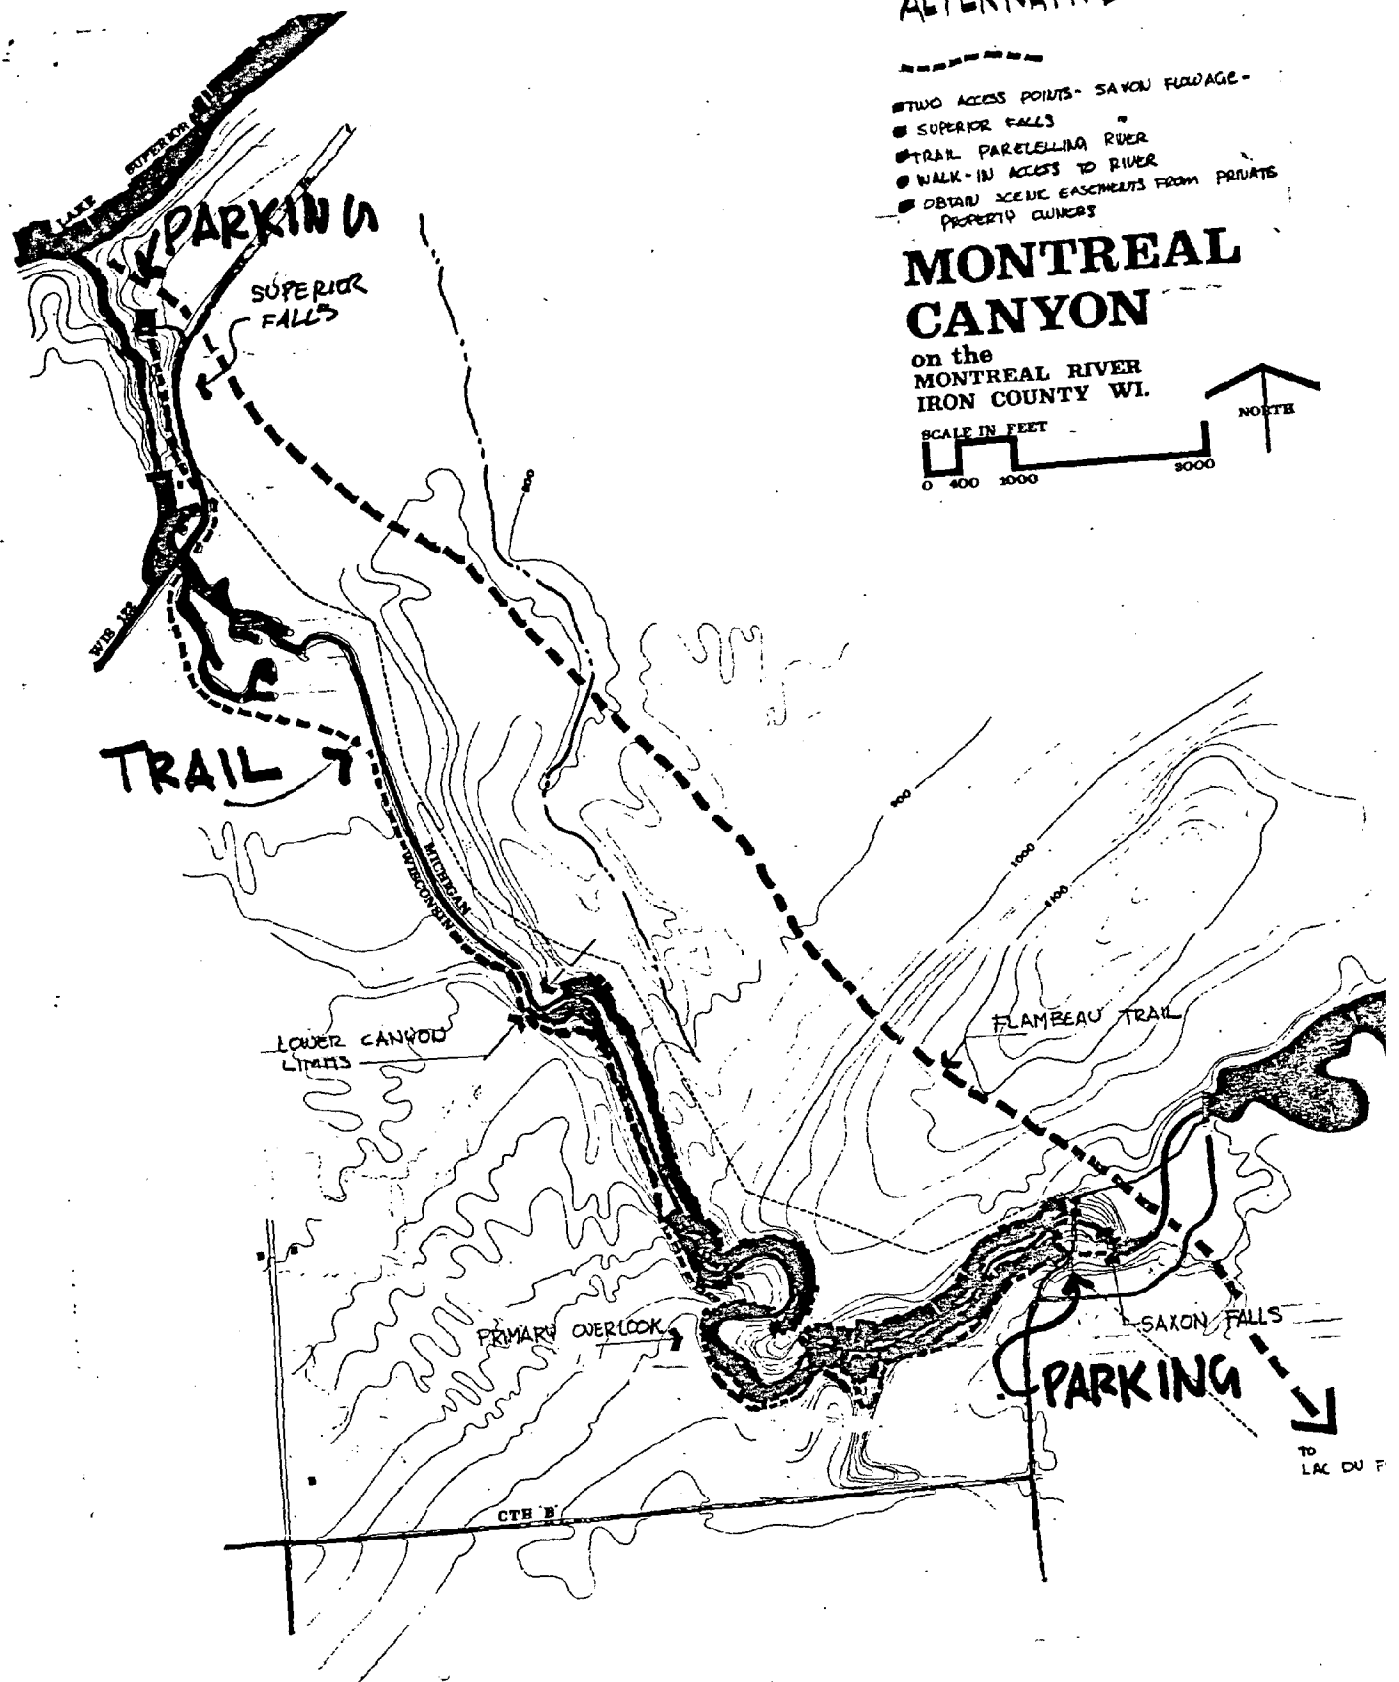 ALTERNATIVE
TWO ACCESS POINTS - SAXON FLOWAGE -
SUPERIOR FALLS
TRAIL PARELELLING RIVER
WALK-IN ACCESS TO RIVER
OBTAIN SCENIC EASEMENTS FROM PRIVATE
PROPERTY OWNERS
MONTREAL
CANYON
on the
MONTREAL RIVER
IRON COUNTY WI.
SCALE IN FEET
0 400 1000 3000
NORTH
LAKE SUPERIOR
PARKING
SUPERIOR
FALLS
800
WIS 122
TRAIL
MICHIGAN
WISCONSIN
900
1000
1100
FLAMBEAU TRAIL
LOWER CANYON
LIMITS
PRIMARY OVERLOOK
SAXON FALLS
PARKING
TO
LAC DU F
CTH "B"